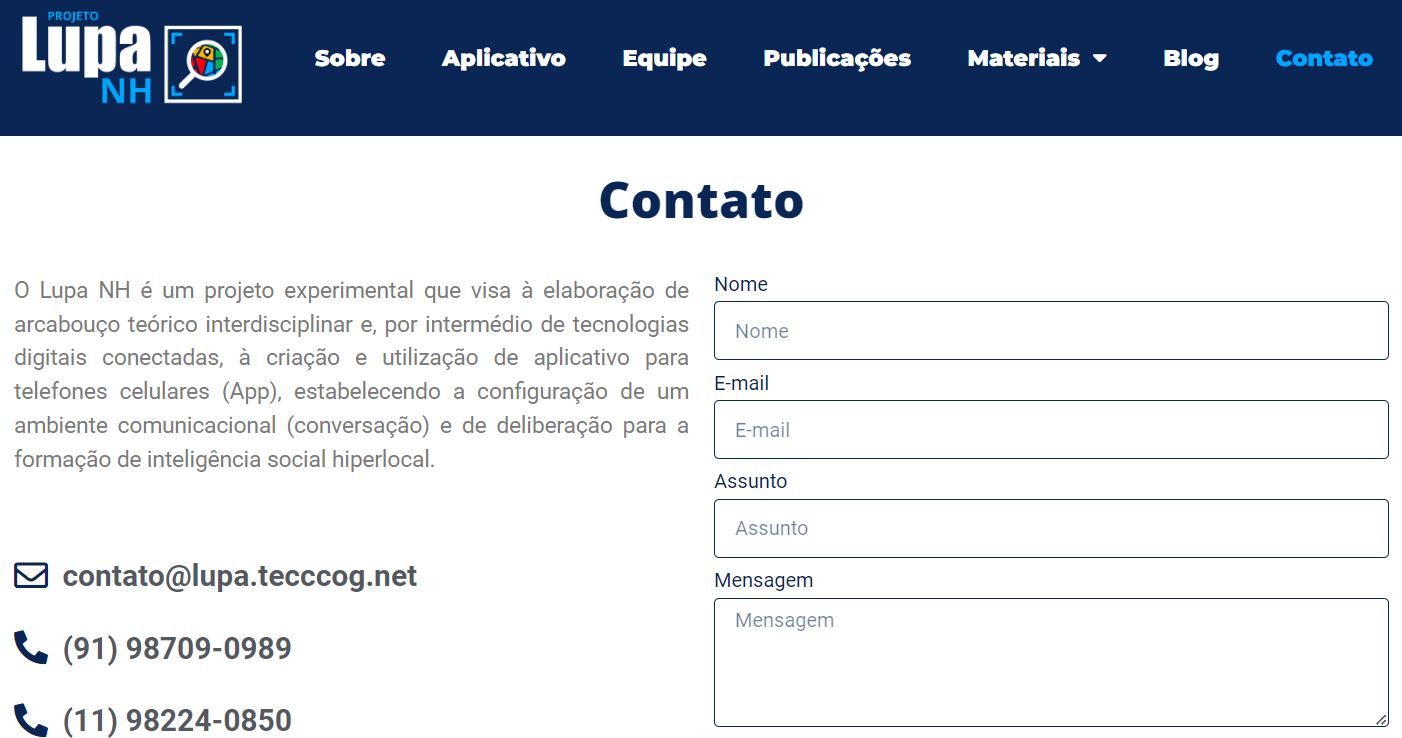 PROJETO
Lupa
NH
Sobre
Aplicativo
Equipe
Publicações
Materiais
Blog
Contato
Contato
O Lupa NH é um projeto experimental que visa à elaboração de
arcabouço teórico interdisciplinar e, por intermédio de tecnologias
digitais conectadas, à criação e utilização de aplicativo para
telefones celulares (App), estabelecendo a configuração de um
ambiente comunicacional (conversação) e de deliberação para a
formação de inteligência social hiperlocal.
contato@lupa.tecccog.net
(91) 98709-0989
(11) 98224-0850
Nome
Nome
E-mail
E-mail
Assunto
Assunto
Mensagem
Mensagem